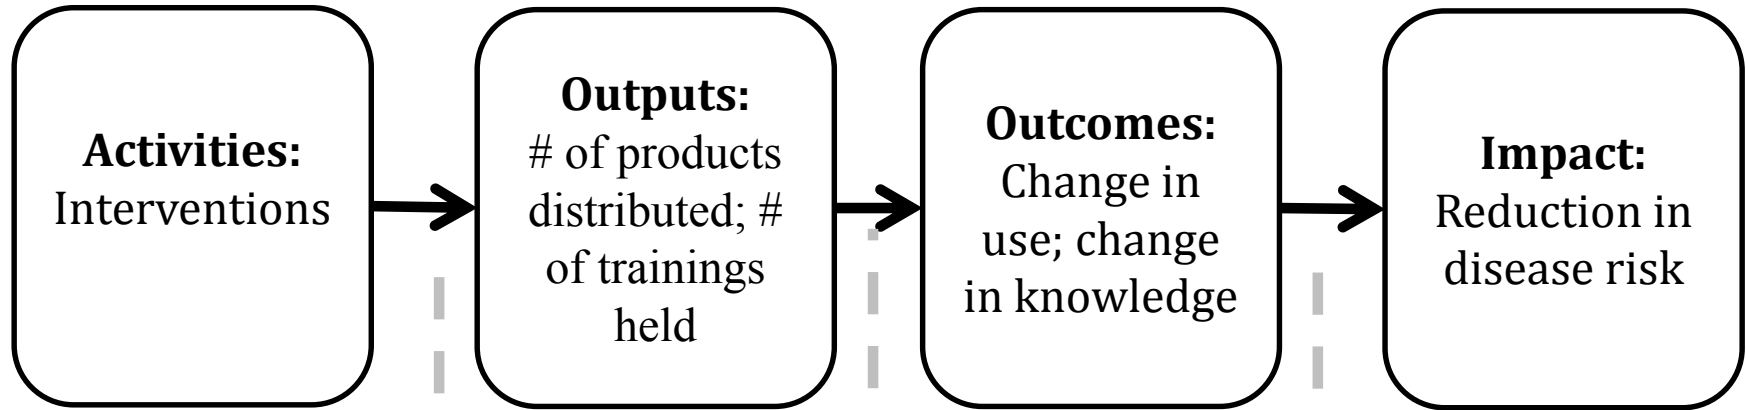 Activities:
Interventions
Outputs:
# of products
distributed; #
of trainings
held
Outcomes:
Change in
use; change
in knowledge
Impact:
Reduction in
disease risk